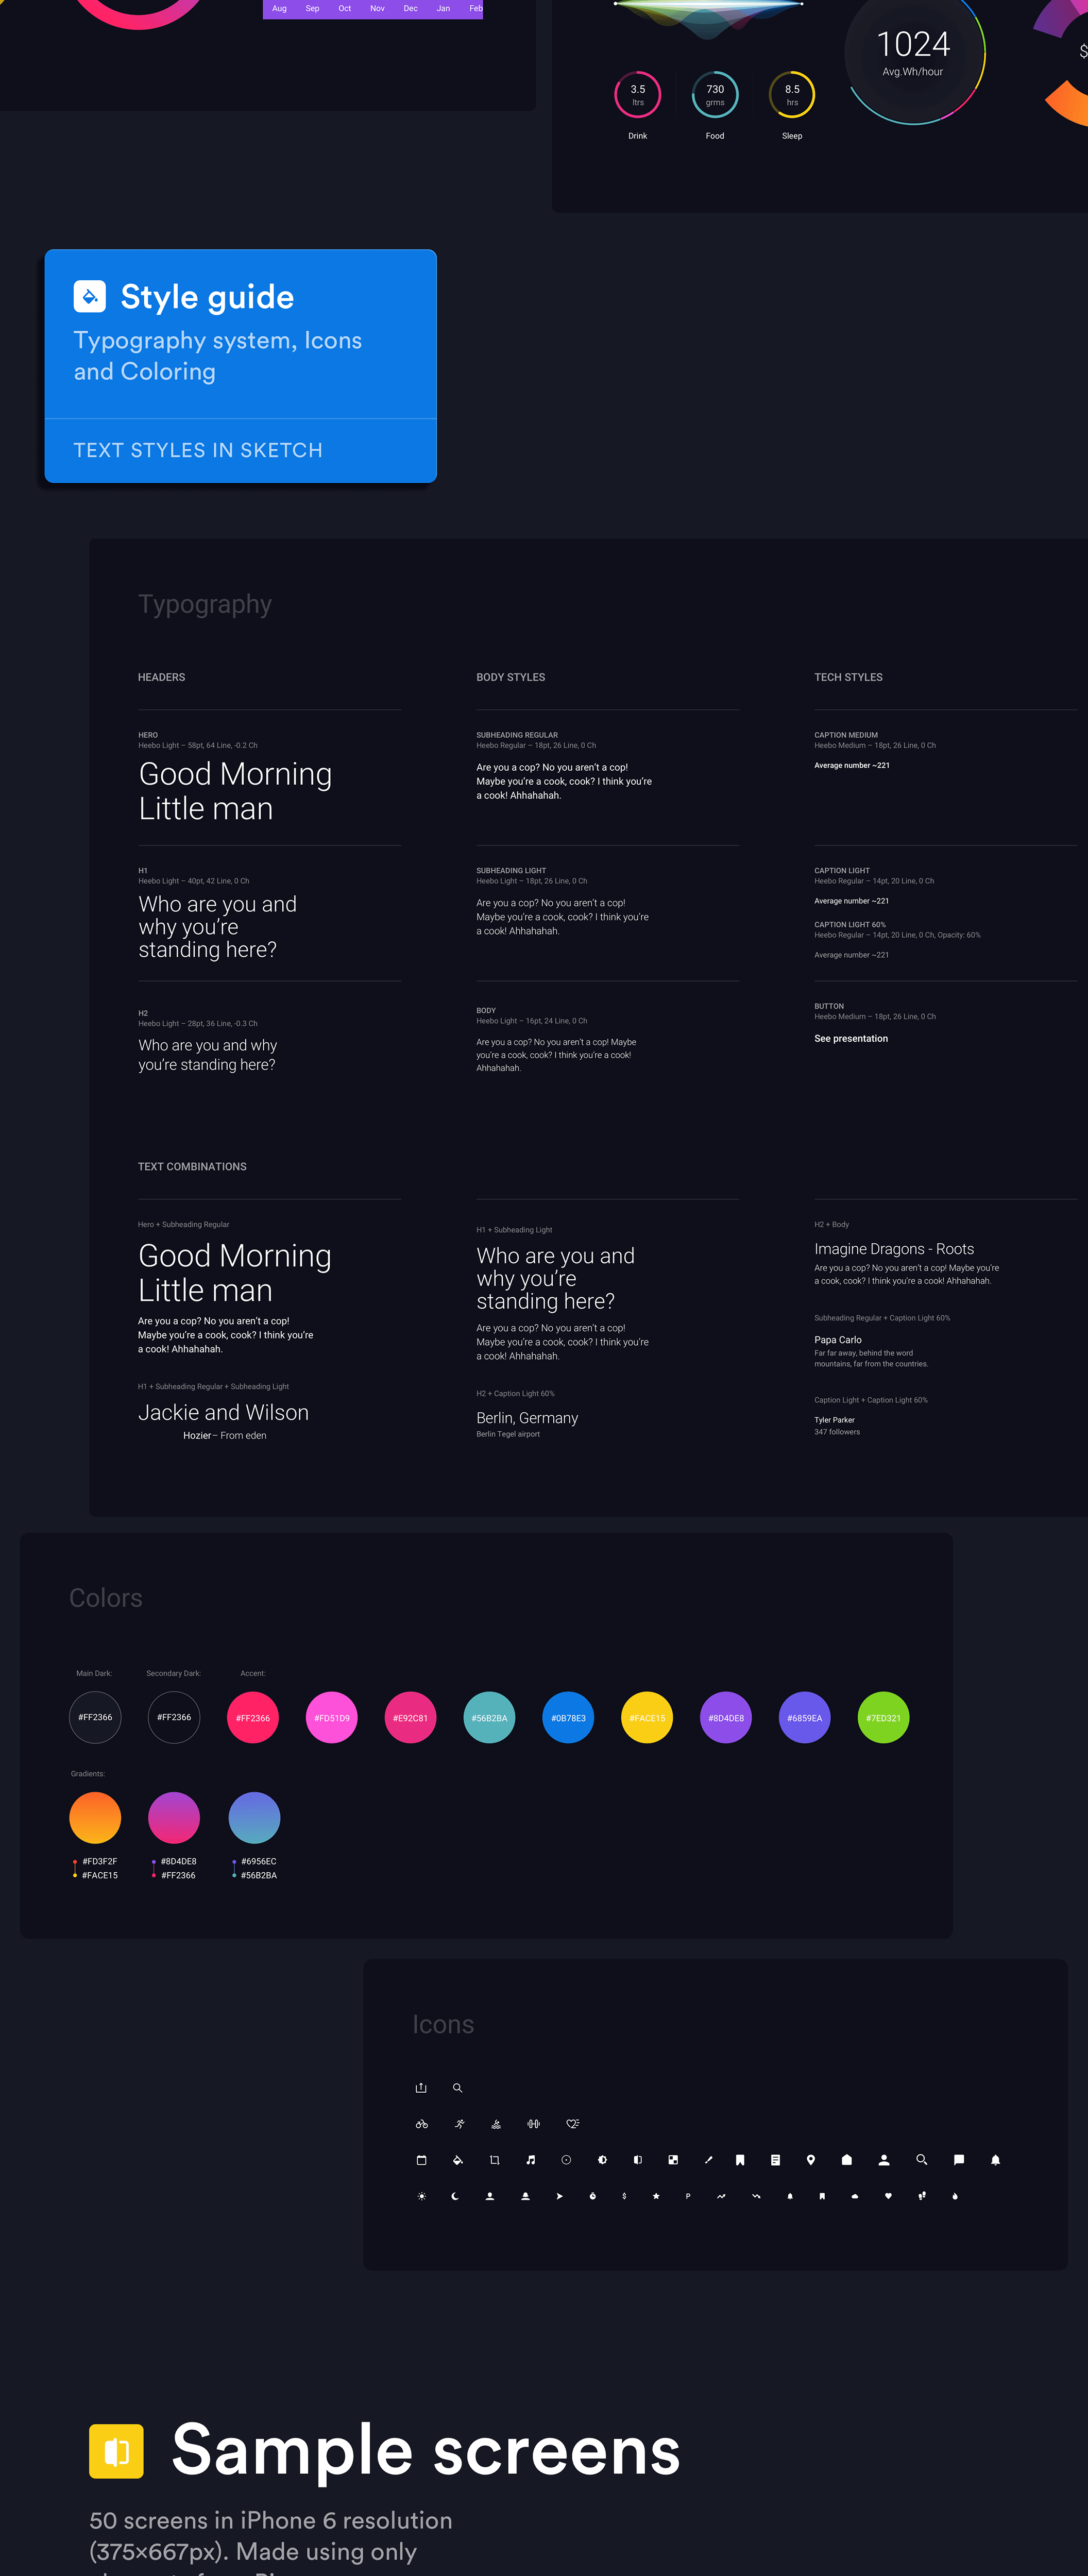 Aug Sep Oct Nov Dec Jan Feb
1024
$
Avg.Wh/hour
3.5 730 8.5
ltrs grms hrs
Drink Food Sleep
Style guide
Typography system, Icons
and Coloring
TEXT STYLES IN SKETCH
Typography
HEADERS
HERO
Heebo Light – 58pt, 64 Line, -0.2 Ch
Good Morning
Little man
H1
Heebo Light – 40pt, 42 Line, 0 Ch
Who are you and
why you're
standing here?
H2
Heebo Light – 28pt, 36 Line, -0.3 Ch
Who are you and why
you're standing here?
BODY STYLES
SUBHEADING REGULAR
Heebo Regular – 18pt, 26 Line, 0 Ch
Are you a cop? No you aren't a cop!
Maybe you're a cook, cook? I think you're
a cook! Ahhahahah.
SUBHEADING LIGHT
Heebo Light – 18pt, 26 Line, 0 Ch
Are you a cop? No you aren't a cop!
Maybe you're a cook, cook? I think you're
a cook! Ahhahahah.
BODY
Heebo Light – 16pt, 24 Line, 0 Ch
Are you a cop? No you aren't a cop! Maybe
you're a cook, cook? I think you're a cook!
Ahhahahah.
TECH STYLES
CAPTION MEDIUM
Heebo Medium – 18pt, 26 Line, 0 Ch
Average number ~221
CAPTION LIGHT
Heebo Regular – 14pt, 20 Line, 0 Ch
Average number ~221
CAPTION LIGHT 60%
Heebo Regular – 14pt, 20 Line, 0 Ch, Opacity: 60%
Average number ~221
BUTTON
Heebo Medium – 18pt, 26 Line, 0 Ch
See presentation
TEXT COMBINATIONS
Hero + Subheading Regular
Good Morning
Little man
Are you a cop? No you aren't a cop!
Maybe you're a cook, cook? I think you're
a cook! Ahhahahah.
H1 + Subheading Regular + Subheading Light
Jackie and Wilson
Hozier – From eden
H1 + Subheading Light
Who are you and
why you're
standing here?
Are you a cop? No you aren't a cop!
Maybe you're a cook, cook? I think you're
a cook! Ahhahahah.
H2 + Caption Light 60%
Berlin, Germany
Berlin Tegel airport
H2 + Body
Imagine Dragons - Roots
Are you a cop? No you aren't a cop! Maybe you're
a cook, cook? I think you're a cook! Ahhahahah.
Subheading Regular + Caption Light 60%
Papa Carlo
Far far away, behind the word
mountains, far from the countries.
Caption Light + Caption Light 60%
Tyler Parker
347 followers
Colors
Main Dark: Secondary Dark: Accent:
#FF2366 #FF2366 #FF2366 #FD51D9 #E92C81 #56B2BA #0B78E3 #FACE15 #8D4DE8 #6859EA #7ED321
Gradients:
#FD3F2F #8D4DE8 #6956EC
#FACE15 #FF2366 #56B2BA
Icons
$ P
Sample screens
50 screens in iPhone 6 resolution
(375×667px). Made using only